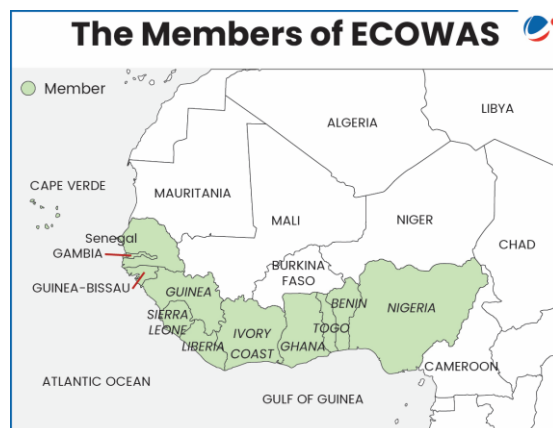 The Members of ECOWAS
Member
ALGERIA
LIBYA
CAPE VERDE
MAURITANIA
MALI
NIGER
CHAD
Senegal
GAMBIA
BURKINA
FASO
GUINEA-BISSAU
GUINEA
BENIN
NIGERIA
SIERRA
LEONE
IVORY
COAST
TOGO
LIBERIA
GHANA
CAMEROON
ATLANTIC OCEAN
GULF OF GUINEA